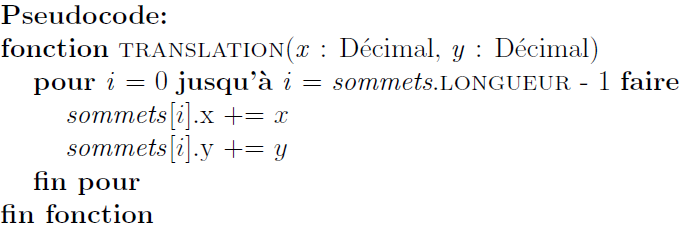 Pseudocode:
fonction TRANSLATION(x : Décimal, y : Décimal)
pour i = 0 jusqu'à i = sommets.LONGUEUR - 1 faire
sommets[i].x += x
sommets[i].y += y
fin pour
fin fonction